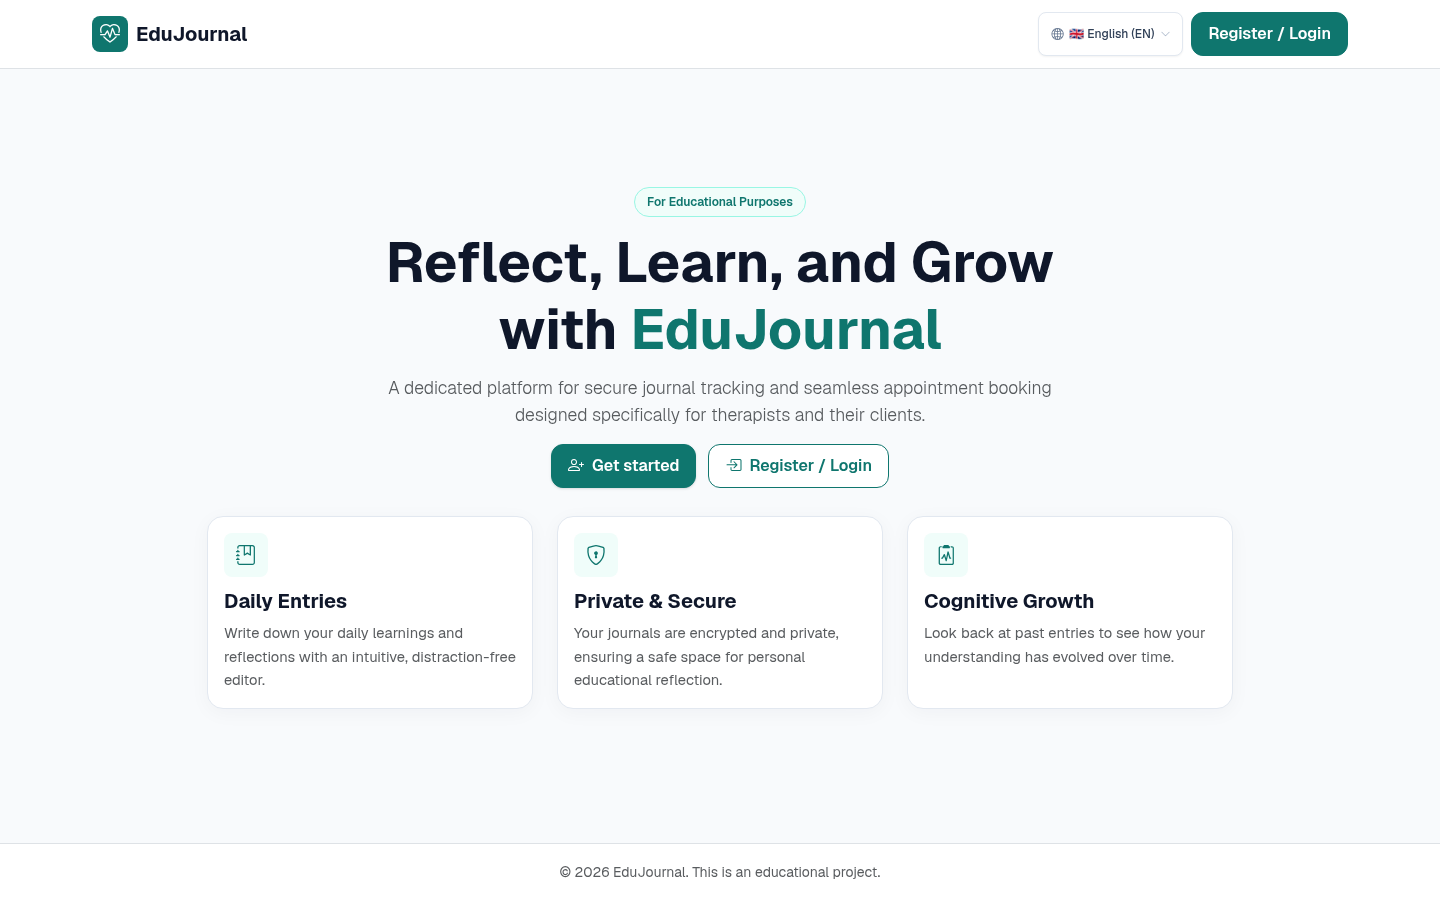 EduJournal
🇬🇧 English (EN)
Register / Login
For Educational Purposes
Reflect, Learn, and Grow
with EduJournal
A dedicated platform for secure journal tracking and seamless appointment booking
designed specifically for therapists and their clients.
Get started
Register / Login
Daily Entries
Write down your daily learnings and
reflections with an intuitive, distraction-free
editor.
Private & Secure
Your journals are encrypted and private,
ensuring a safe space for personal
educational reflection.
Cognitive Growth
Look back at past entries to see how your
understanding has evolved over time.
© 2026 EduJournal. This is an educational project.